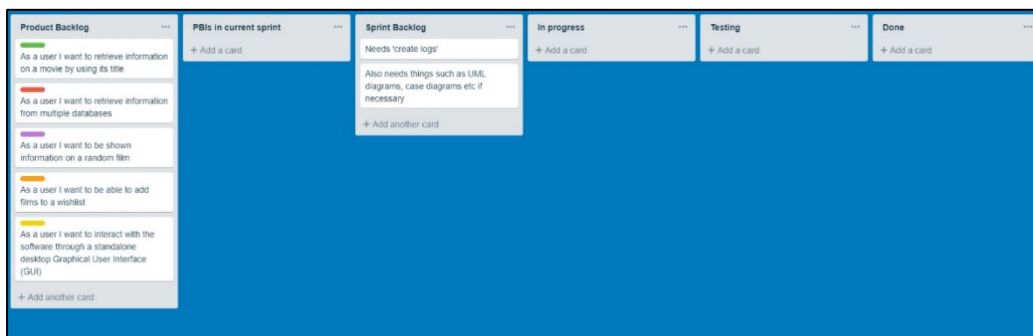 Product Backlog
As a user I want to retrieve information
on a movie by using its title
As a user I want to retrieve information
from multiple databases
As a user I want to be shown
information on a random film
As a user I want to be able to add
films to a wishlist
As a user I want to interact with the
software through a standalone
desktop Graphical User Interface
(GUI)
+ Add another card
PBIs in current sprint
+ Add a card
Sprint Backlog
Needs 'create logs'
Also needs things such as UML
diagrams, case diagrams etc if
necessary
+ Add another card
In progress
+ Add a card
Testing
+ Add a card
Done
+ Add a card